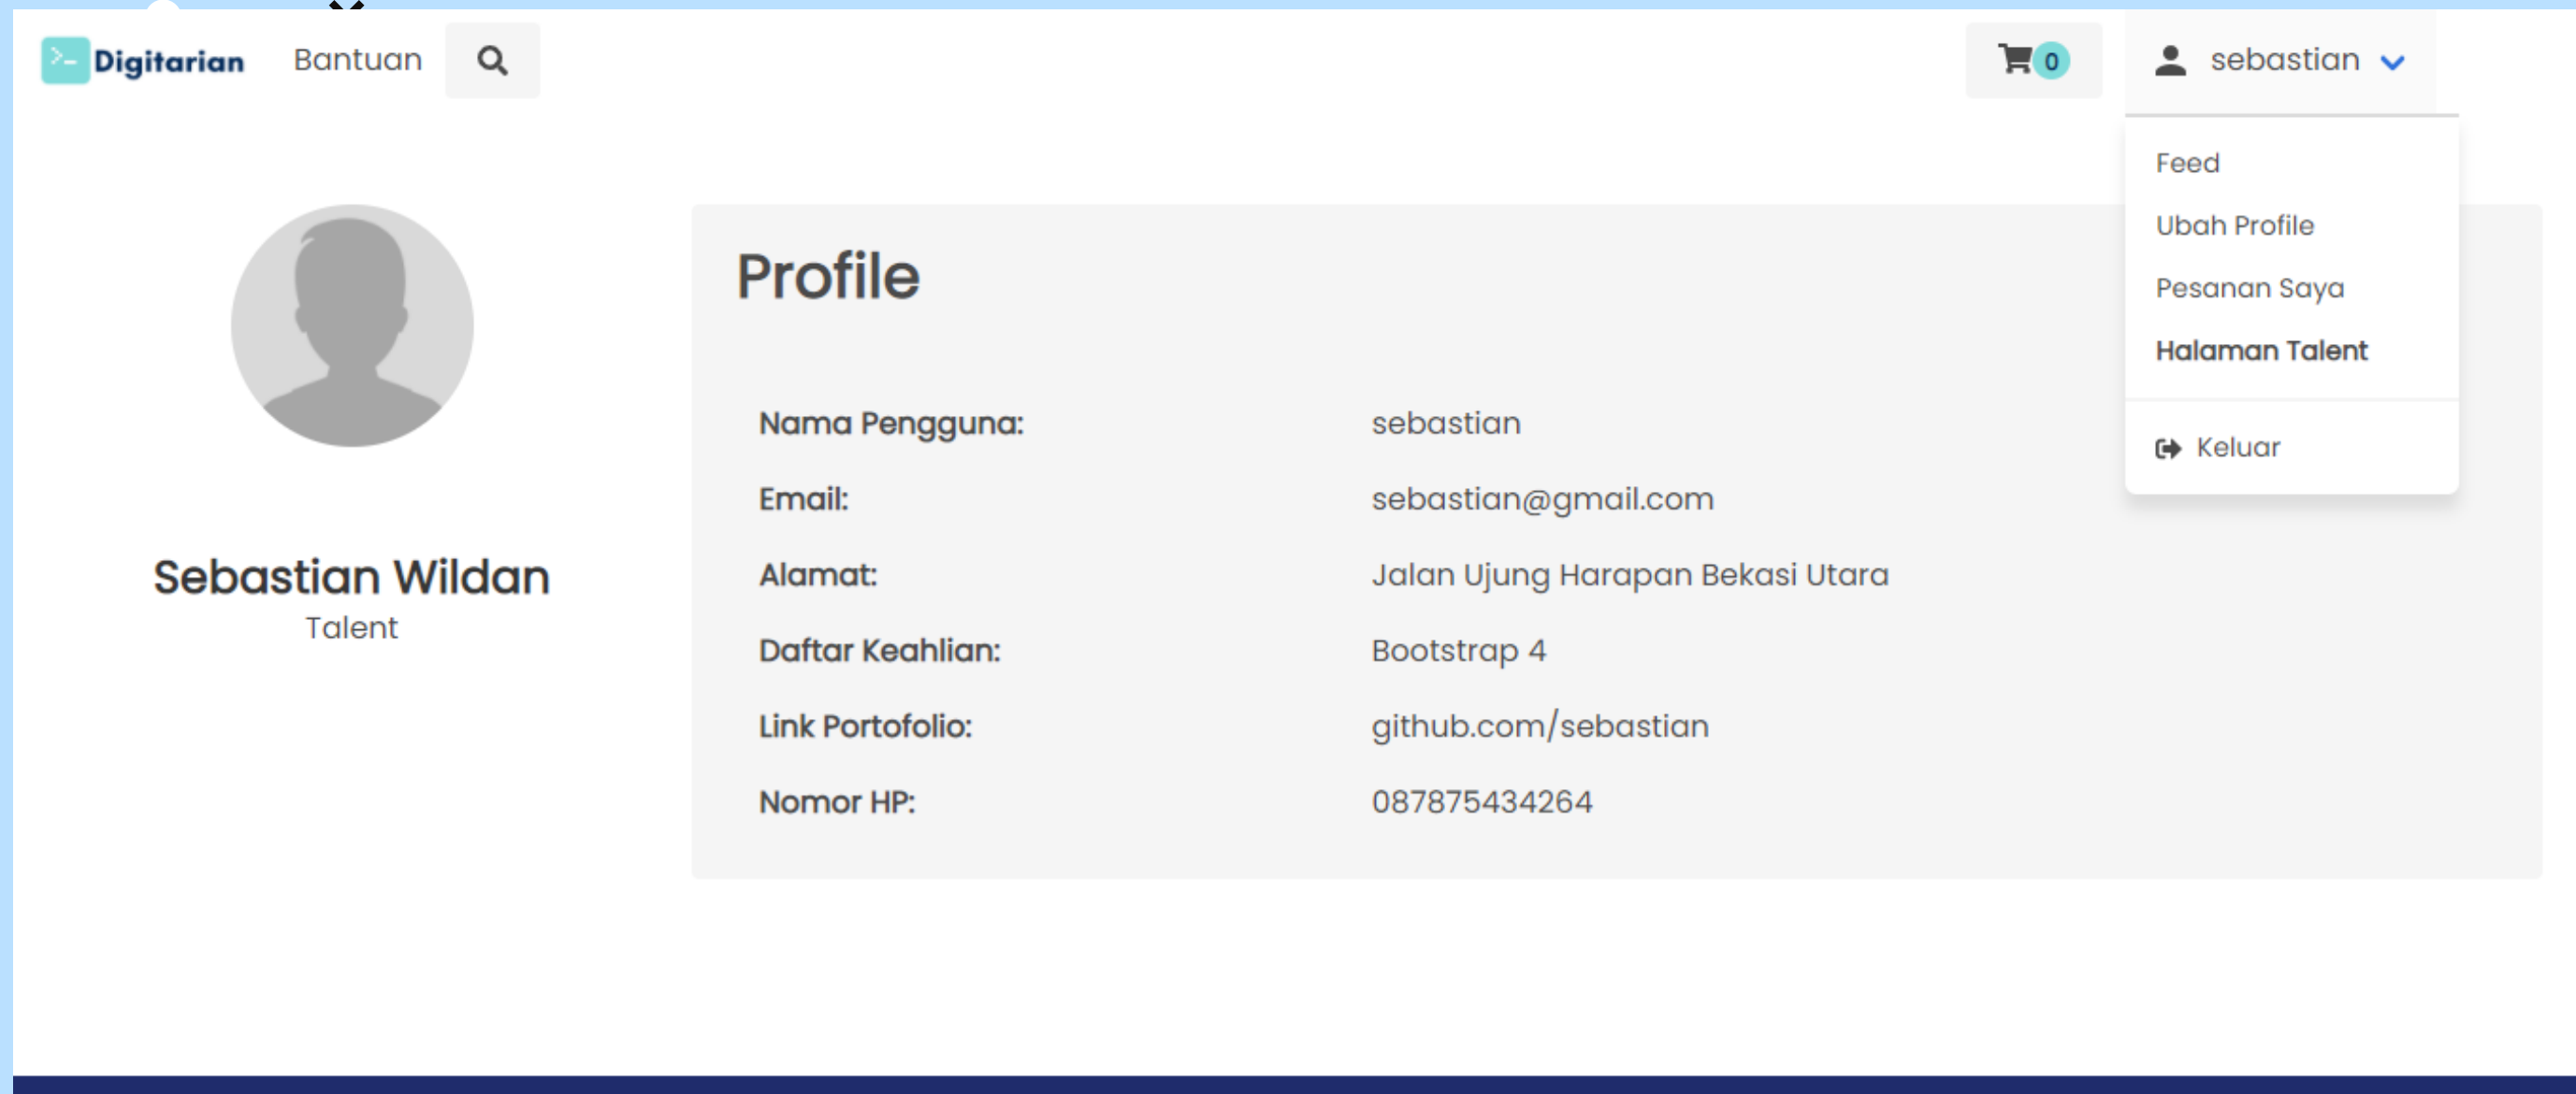 >_ Digitarian Bantuan 0 sebastian
Feed
Ubah Profile
Pesanan Saya
Halaman Talent
Keluar
Sebastian Wildan
Talent
Profile
Nama Pengguna: sebastian
Email: sebastian@gmail.com
Alamat: Jalan Ujung Harapan Bekasi Utara
Daftar Keahlian: Bootstrap 4
Link Portofolio: github.com/sebastian
Nomor HP: 087875434264